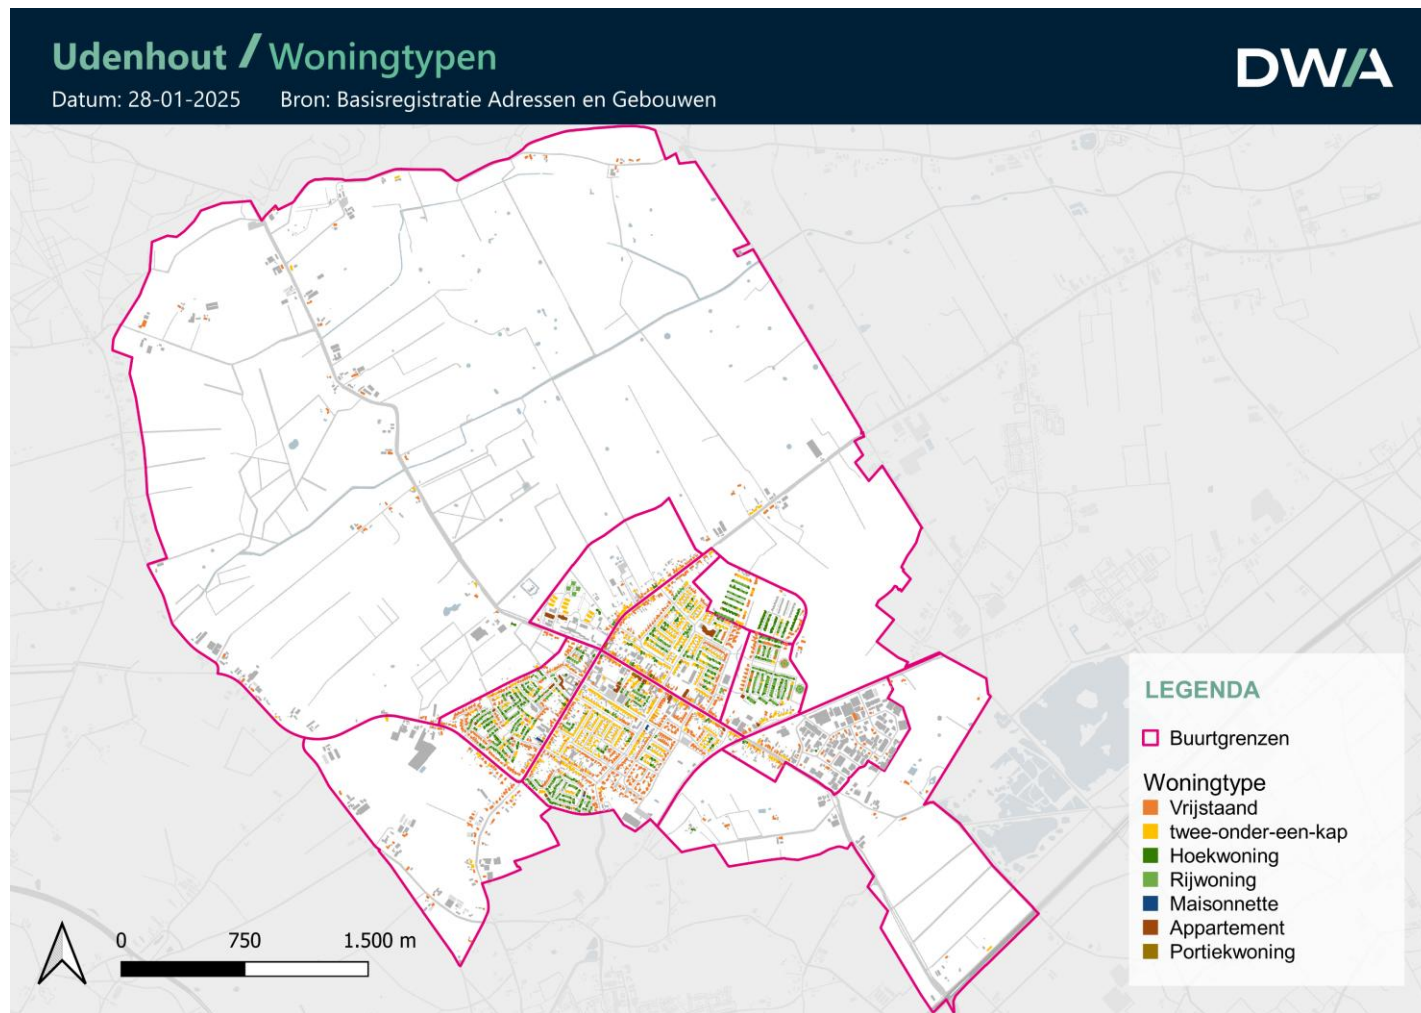 Udenhout / Woningtypen
DWA
Datum: 28-01-2025 Bron: Basisregistratie Adressen en Gebouwen
LEGENDA
Buurtgrenzen
Woningtype
Vrijstaand
twee-onder-een-kap
Hoekwoning
Rijwoning
Maisonnette
Appartement
Portiekwoning
0 750 1.500 m